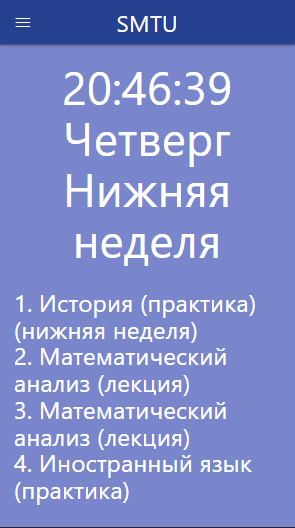 SMTU
20:46:39
Четверг
Нижняя
неделя
1. История (практика)
(нижняя неделя)
2. Математический
анализ (лекция)
3. Математический
анализ (лекция)
4. Иностранный язык
(практика)